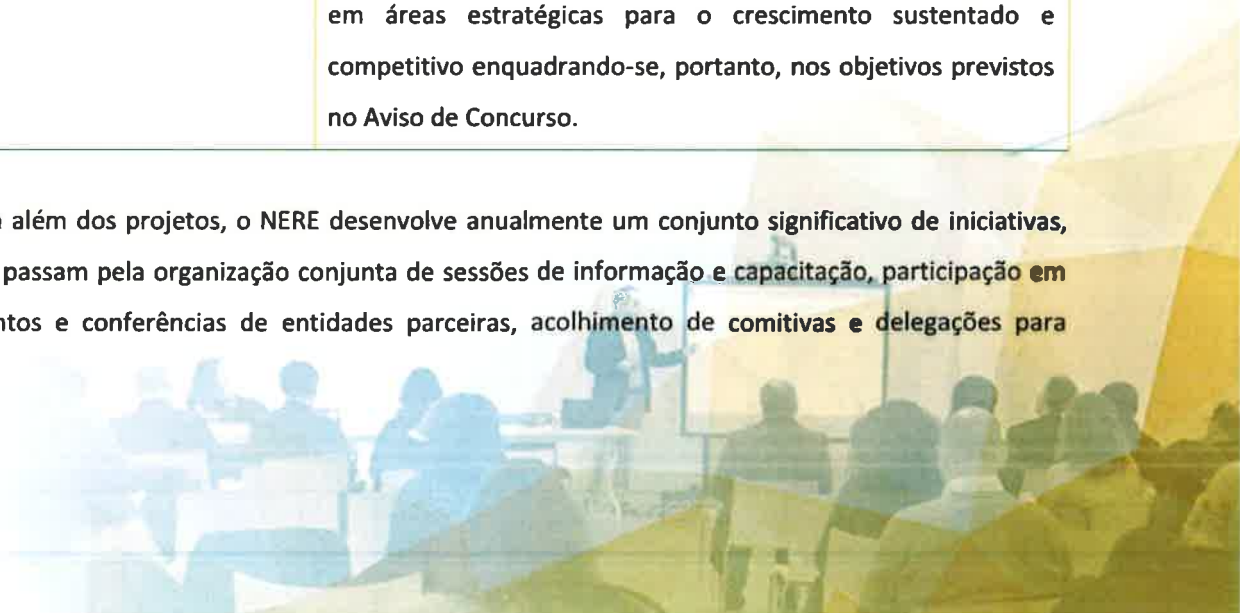 em áreas estratégicas para o crescimento sustentado e
competitivo enquadrando-se, portanto, nos objetivos previstos
no Aviso de Concurso.
além dos projetos, o NERE desenvolve anualmente um conjunto significativo de iniciativas,
passam pela organização conjunta de sessões de informação e capacitação, participação em
ntos e conferências de entidades parceiras, acolhimento de comitivas e delegações para